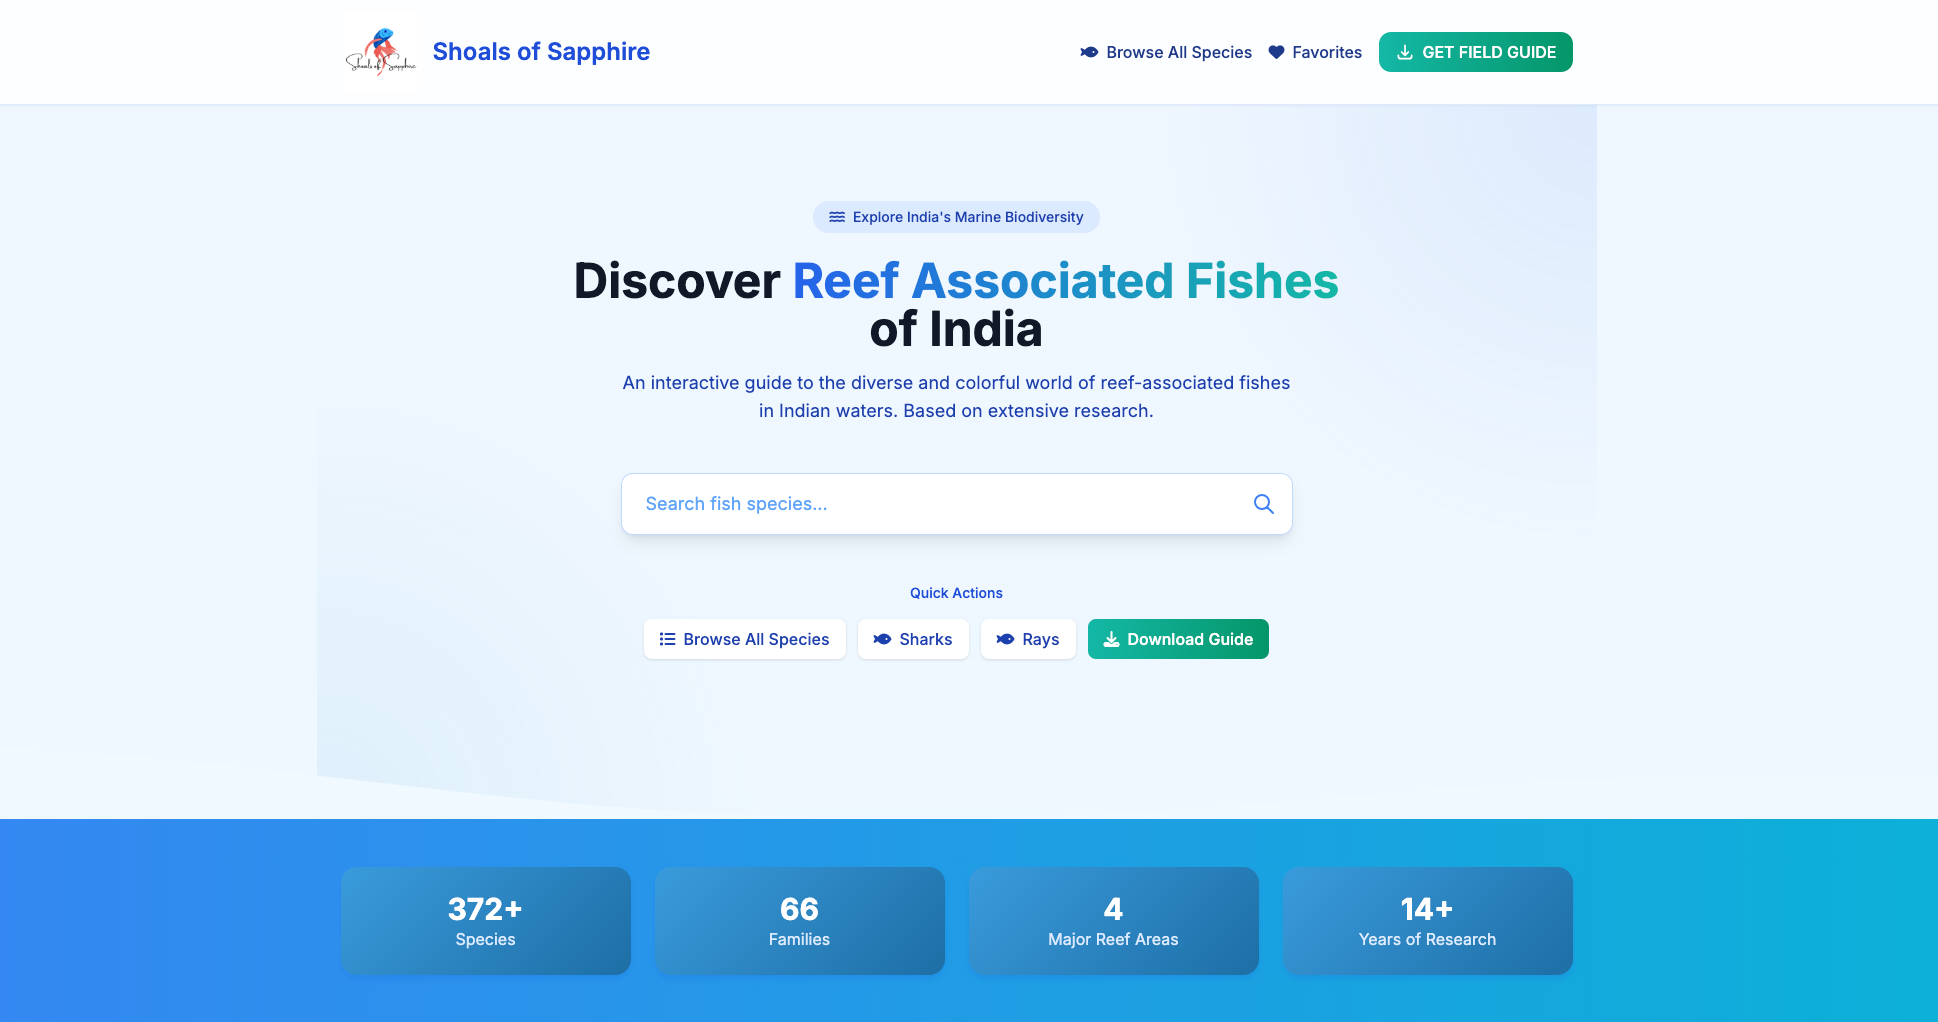 Shoals of Sapphire
Shoals of Sapphire
Browse All Species
Favorites
GET FIELD GUIDE
Explore India's Marine Biodiversity
Discover Reef Associated Fishes
of India
An interactive guide to the diverse and colorful world of reef-associated fishes
in Indian waters. Based on extensive research.
Search fish species...
Quick Actions
Browse All Species
Sharks
Rays
Download Guide
372+
Species
66
Families
4
Major Reef Areas
14+
Years of Research